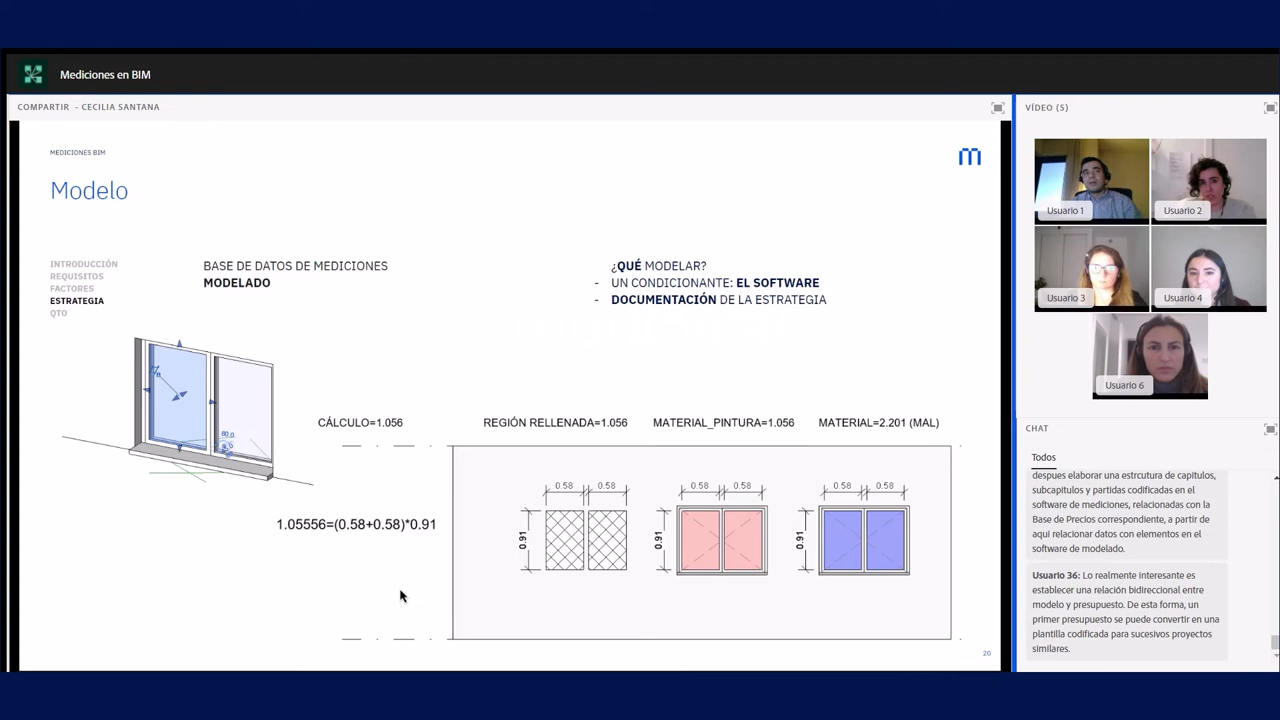 Mediciones en BIM
COMPARTIR - CECILIA SANTANA
MEDICIONES BIM
m
Modelo
INTRODUCCIÓN
REQUISITOS
FACTORES
ESTRATEGIA
QTO
BASE DE DATOS DE MEDICIONES
MODELADO
¿QUÉ MODELAR?
- UN CONDICIONANTE: EL SOFTWARE
- DOCUMENTACIÓN DE LA ESTRATEGIA
CÁLCULO=1.056
REGIÓN RELLENADA=1.056
MATERIAL_PINTURA=1.056
MATERIAL=2.201 (MAL)
0.58 0.58
0.58 0.58
0.58 0.58
1.05556=(0.58+0.58)*0.91
0.91
0.91
0.91
20
VÍDEO (5)
Usuario 1
Usuario 2
Usuario 3
Usuario 4
Usuario 6
CHAT
Todos
despues elaborar una estrcutura de capitulos,
subcapitulos y partidas codificadas en el
software de mediciones, relacionadas con la
Base de Precios correspondiente, a partir de
aqui relacionar datos con elementos en el
software de modelado.
Usuario 36: Lo realmente interesante es
establecer una relación bidireccional entre
modelo y presupuesto. De esta forma, un
primer presupuesto se puede convertir en una
plantilla codificada para sucesivos proyectos
similares.